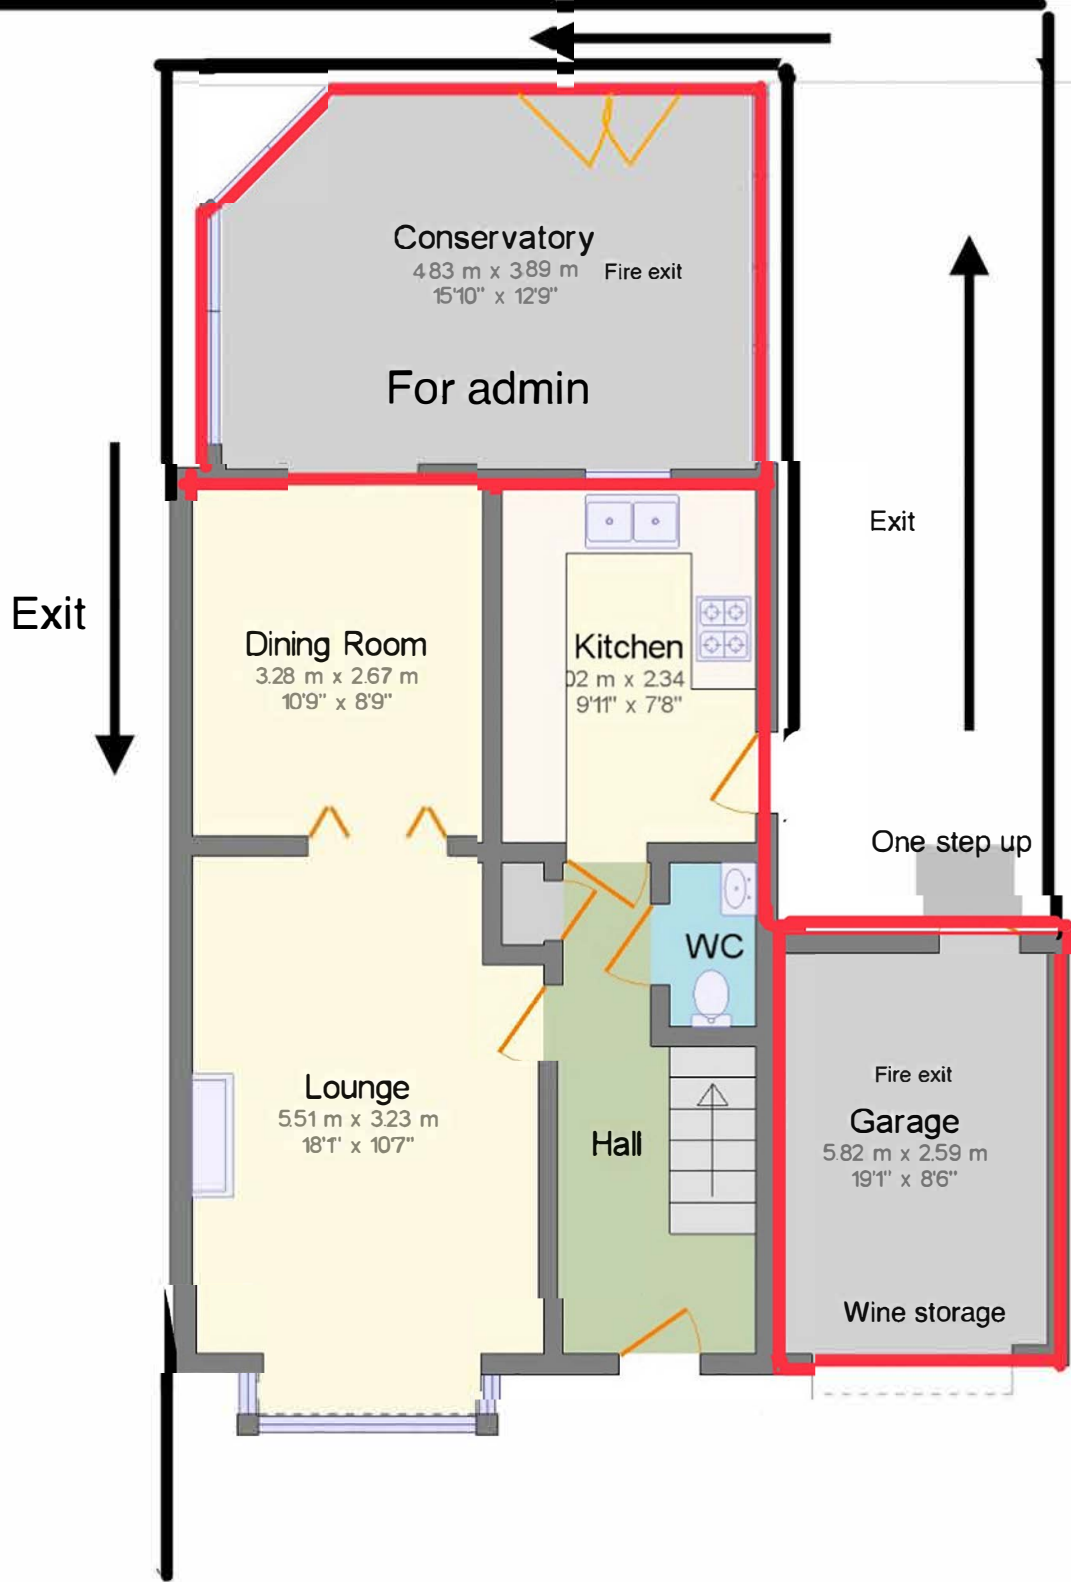 Conservatory
4.83 m x 3.89 m
15'10" x 12'9"
Fire exit
For admin
Exit
Exit
Dining Room
3.28 m x 2.67 m
10'9" x 8'9"
Kitchen
02 m x 2.34
9'11" x 7'8"
One step up
WC
Lounge
5.51 m x 3.23 m
18'1" x 10'7"
Hall
Fire exit
Garage
5.82 m x 2.59 m
19'1" x 8'6"
Wine storage